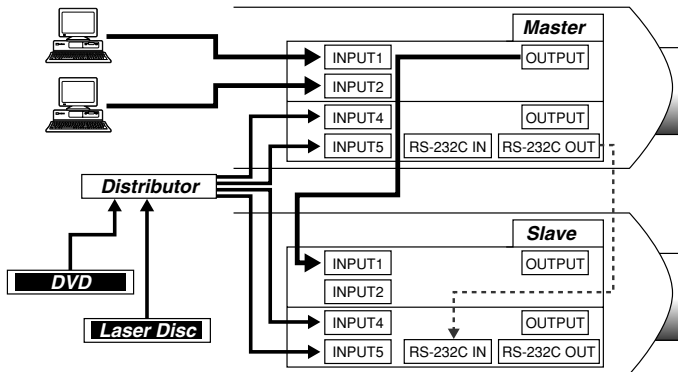 Master
INPUT1 OUTPUT
INPUT2
INPUT4 OUTPUT
INPUT5 RS-232C IN RS-232C OUT
Distributor
Slave
INPUT1 OUTPUT
INPUT2
DVD
INPUT4 OUTPUT
Laser Disc
INPUT5 RS-232C IN RS-232C OUT